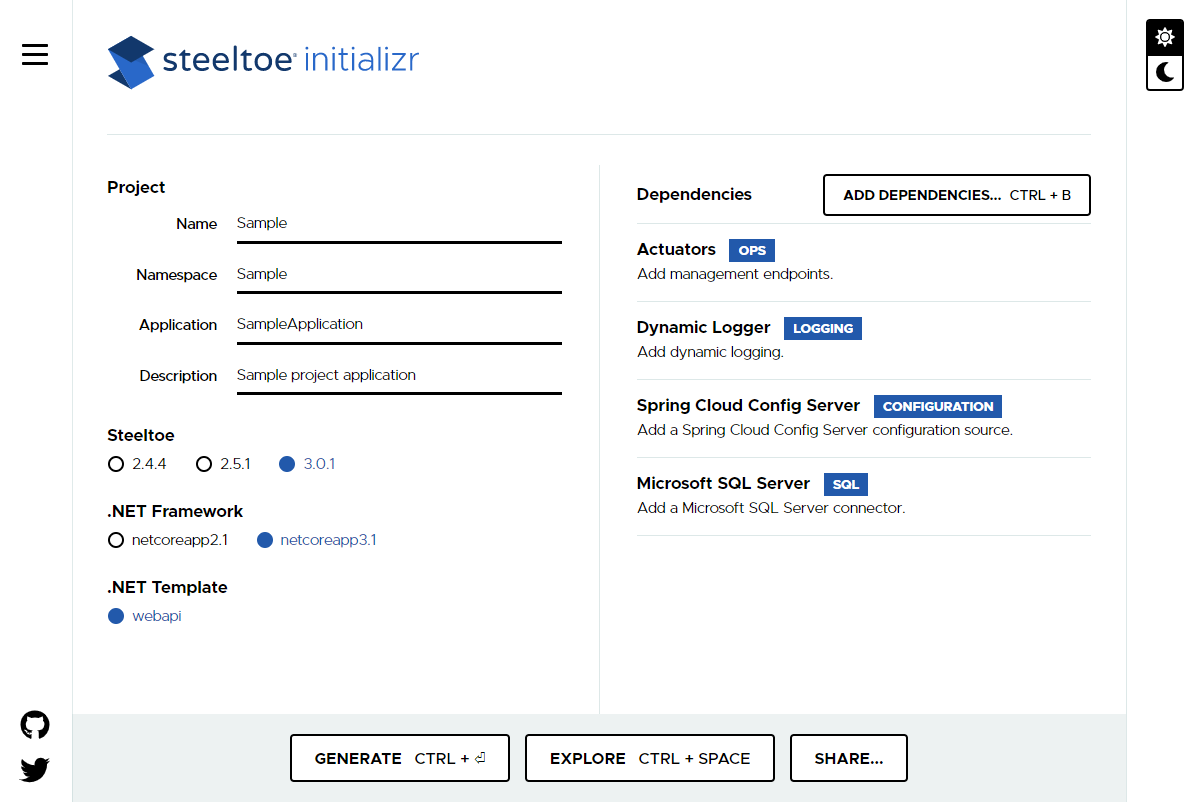 steeltoe initializr
Project
Name Sample
Namespace Sample
Application SampleApplication
Description Sample project application
Steeltoe
2.4.4 2.5.1 3.0.1
.NET Framework
netcoreapp2.1 netcoreapp3.1
.NET Template
webapi
Dependencies ADD DEPENDENCIES... CTRL + B
Actuators OPS
Add management endpoints.
Dynamic Logger LOGGING
Add dynamic logging.
Spring Cloud Config Server CONFIGURATION
Add a Spring Cloud Config Server configuration source.
Microsoft SQL Server SQL
Add a Microsoft SQL Server connector.
GENERATE CTRL + ⏎ EXPLORE CTRL + SPACE SHARE...